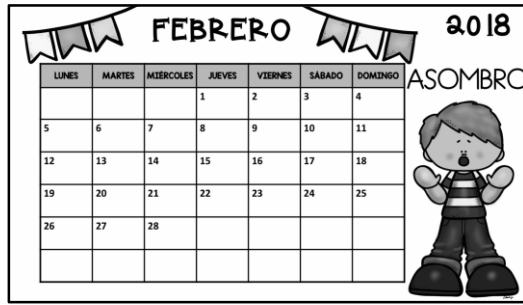 FEBRERO
2018
LUNES MARTES MIÉRCOLES JUEVES VIERNES SÁBADO DOMINGO
ASOMBRO
1 2 3 4
5 6 7 8 9 10 11
12 13 14 15 16 17 18
19 20 21 22 23 24 25
26 27 28